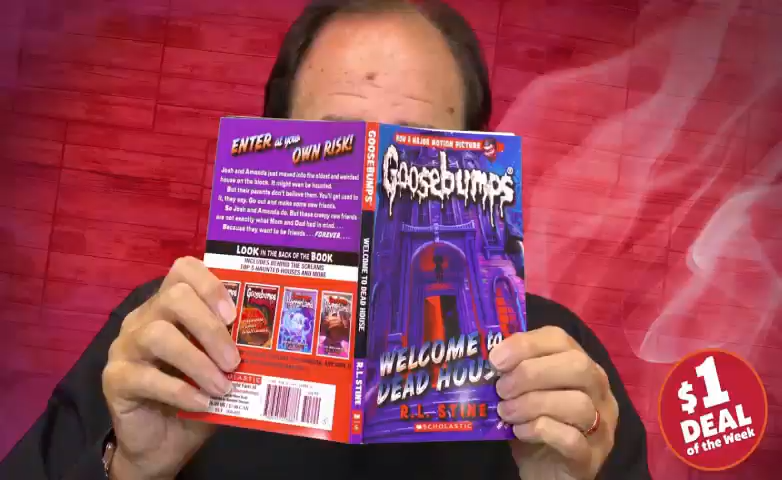 ENTER at your
OWN RISK!
Josh and Amanda just moved into the oldest and weirdest
house on the block. It might even be haunted.
But their parents don't believe them. You'll get used to
it, they say. Go out and make some new friends.
So Josh and Amanda do. But these creepy new friends
are not exactly what Mom and Dad had in mind....
Because they want to be friends... FOREVER....
LOOK IN THE BACK OF THE BOOK
INCLUDES BEHIND THE SCREAMS
TOP 5 HAUNTED HOUSES AND MORE
Goosebumps
SCHOLASTIC
GOOSEBUMPS
WELCOME TO DEAD HOUSE
R.L. STINE
NOW A MAJOR MOTION PICTURE
Goosebumps®
WELCOME TO
DEAD HOUS
R.L. STINE
SCHOLASTIC
$1
DEAL
of the Week